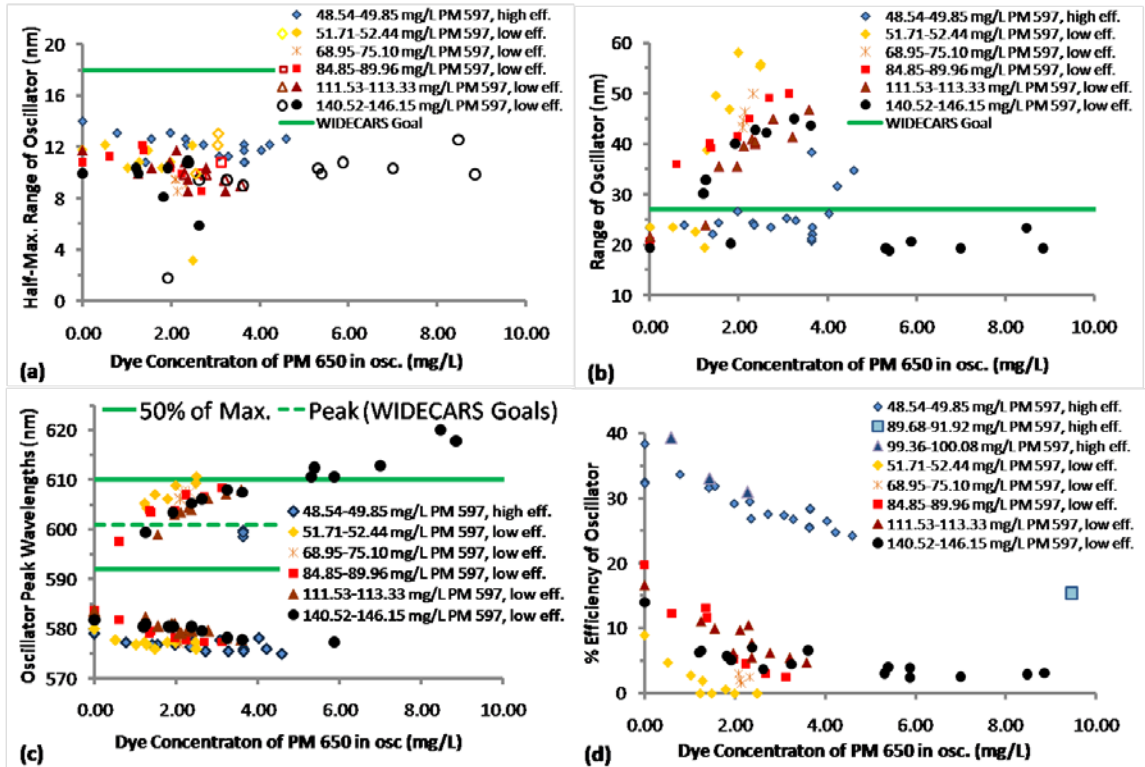 48.54-49.85 mg/L PM 597, high eff.
51.71-52.44 mg/L PM 597, low eff.
68.95-75.10 mg/L PM 597, low eff.
84.85-89.96 mg/L PM 597, low eff.
111.53-113.33 mg/L PM 597, low eff.
140.52-146.15 mg/L PM 597, low eff.
WIDECARS Goal
Half-Max. Range of Oscillator (nm)
20
16
12
8
4
0
0.00 2.00 4.00 6.00 8.00 10.00
Dye Concentraton of PM 650 in osc. (mg/L)
(a)
48.54-49.85 mg/L PM 597, high eff.
51.71-52.44 mg/L PM 597, low eff.
68.95-75.10 mg/L PM 597, low eff.
84.85-89.96 mg/L PM 597, low eff.
111.53-113.33 mg/L PM 597, low eff.
140.52-146.15 mg/L PM 597, low eff.
WIDECARS Goal
Range of Oscillator (nm)
60
50
40
30
20
10
0.00 2.00 4.00 6.00 8.00 10.00
Dye Concentraton of PM 650 in osc. (mg/L)
(b)
50% of Max. Peak (WIDECARS Goals)
Oscillator Peak Wavelengths (nm)
620
610
600
590
580
570
48.54-49.85 mg/L PM 597, high eff.
51.71-52.44 mg/L PM 597, low eff.
68.95-75.10 mg/L PM 597, low eff.
84.85-89.96 mg/L PM 597, low eff.
111.53-113.33 mg/L PM 597, low eff.
140.52-146.15 mg/L PM 597, low eff.
0.00 2.00 4.00 6.00 8.00 10.00
Dye Concentraton of PM 650 in osc (mg/L)
(c)
48.54-49.85 mg/L PM 597, high eff.
89.68-91.92 mg/L PM 597, high eff.
99.36-100.08 mg/L PM 597, high eff.
51.71-52.44 mg/L PM 597, low eff.
68.95-75.10 mg/L PM 597, low eff.
84.85-89.96 mg/L PM 597, low eff.
111.53-113.33 mg/L PM 597, low eff.
140.52-146.15 mg/L PM 597, low eff.
% Efficiency of Oscillator
40
30
20
10
0
0.00 2.00 4.00 6.00 8.00 10.00
Dye Concentraton of PM 650 in osc. (mg/L)
(d)